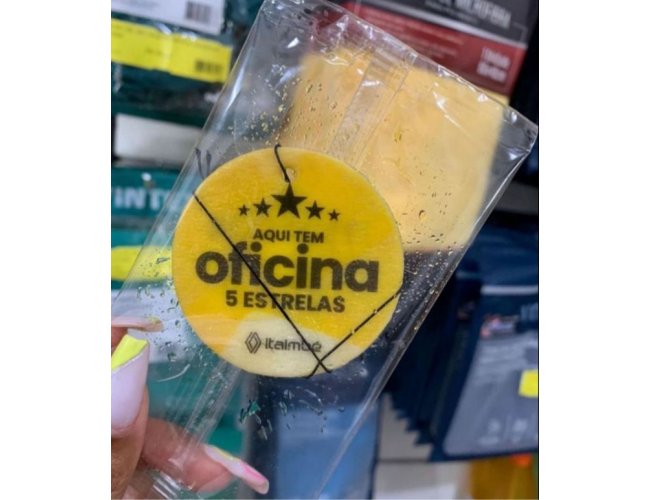 AQUI TEM
oficina
5 ESTRELAS
itaimbé